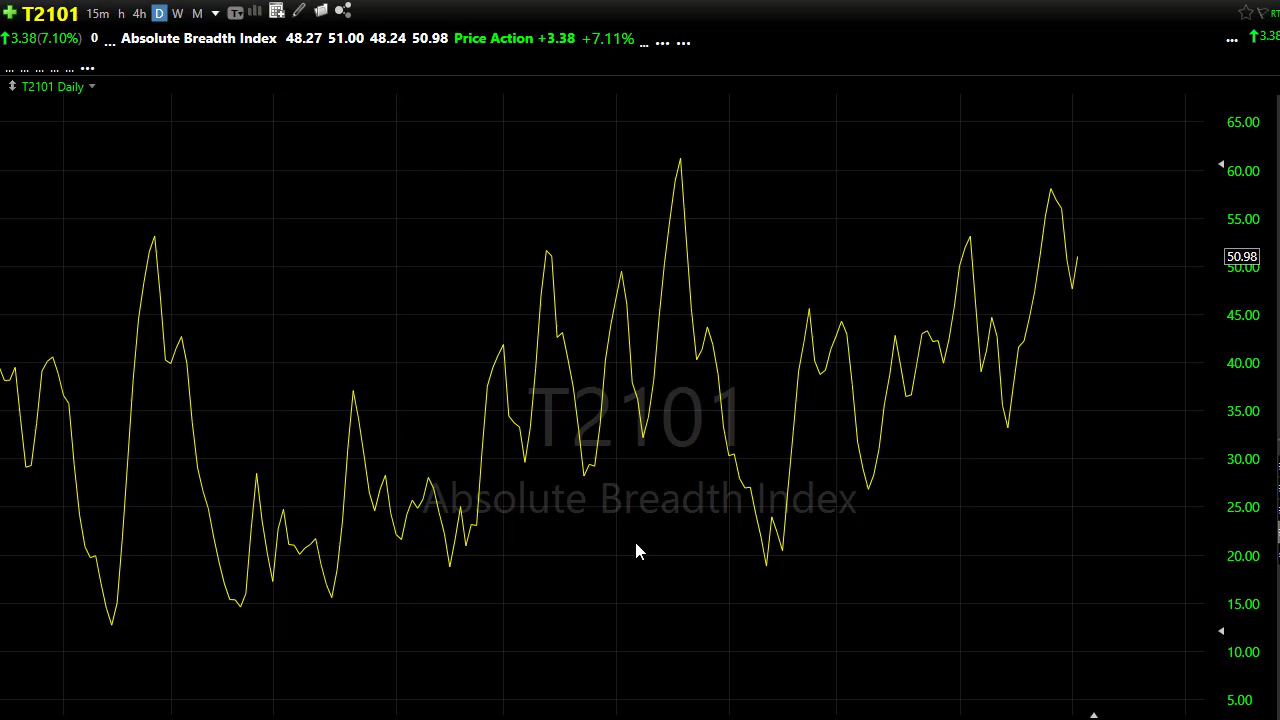 T2101 15m h 4h D W M T RT
3.38(7.10%) 0 ... Absolute Breadth Index 48.27 51.00 48.24 50.98 Price Action +3.38 +7.11% ... ... ... ... 3.38
... ... ... ... ... ...
T2101 Daily
65.00
60.00
55.00
50.98
50.00
45.00
40.00
35.00
T2101
30.00
Absolute Breadth Index
25.00
20.00
15.00
10.00
5.00